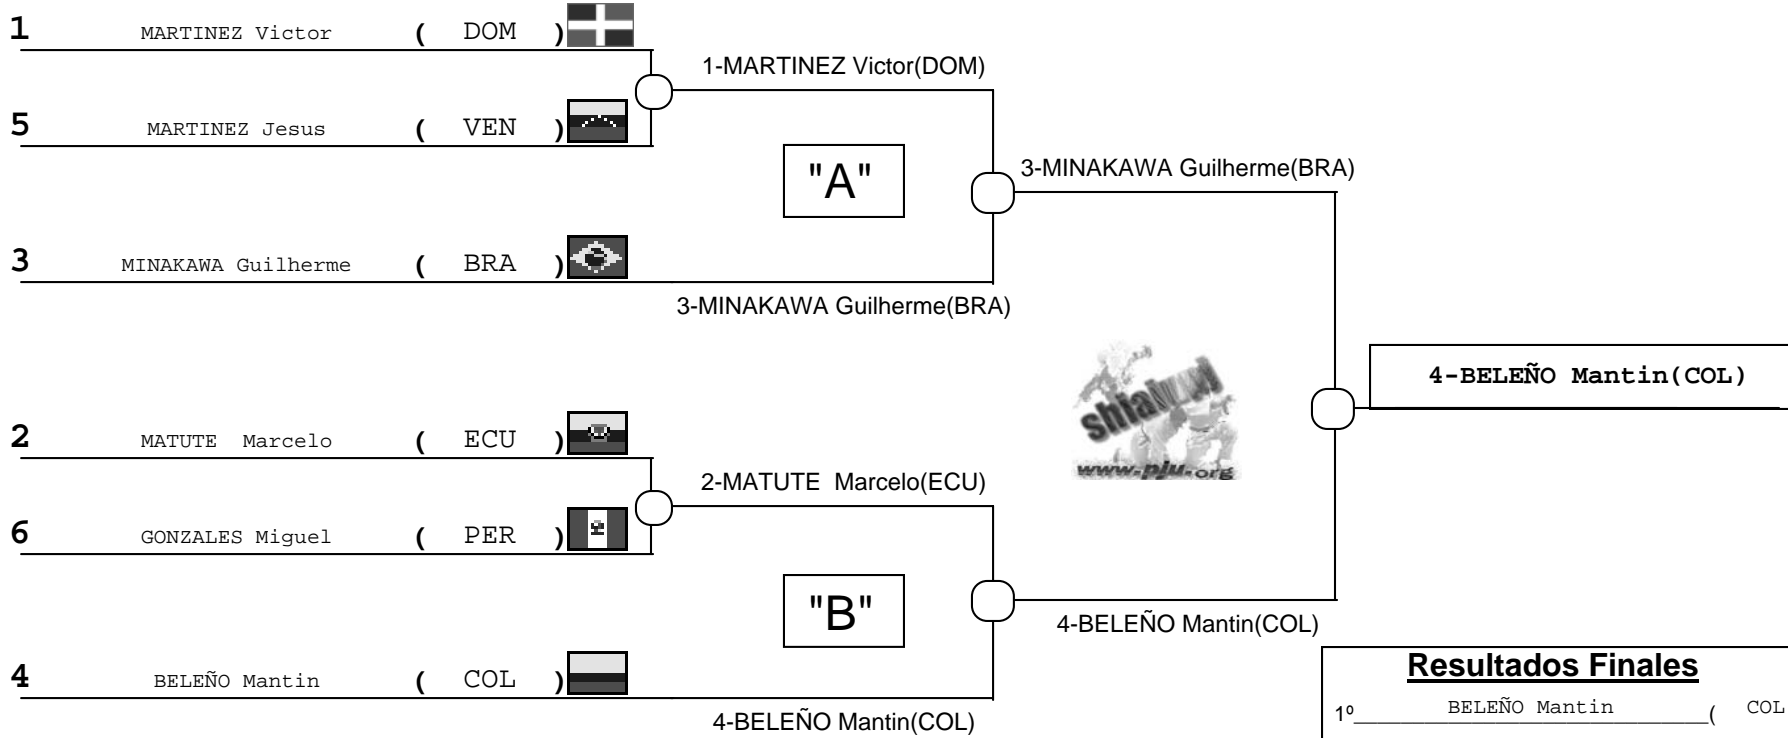 1 MARTINEZ Victor ( DOM )
1-MARTINEZ Victor(DOM)
5 MARTINEZ Jesus ( VEN )
"A"
3-MINAKAWA Guilherme(BRA)
3 MINAKAWA Guilherme ( BRA )
3-MINAKAWA Guilherme(BRA)
shiai
www.pju.org
4-BELEÑO Mantin(COL)
2 MATUTE Marcelo ( ECU )
2-MATUTE Marcelo(ECU)
6 GONZALES Miguel ( PER )
"B"
4-BELEÑO Mantin(COL)
4 BELEÑO Mantin ( COL )
4-BELEÑO Mantin(COL)
Resultados Finales
1º BELEÑO Mantin ( COL